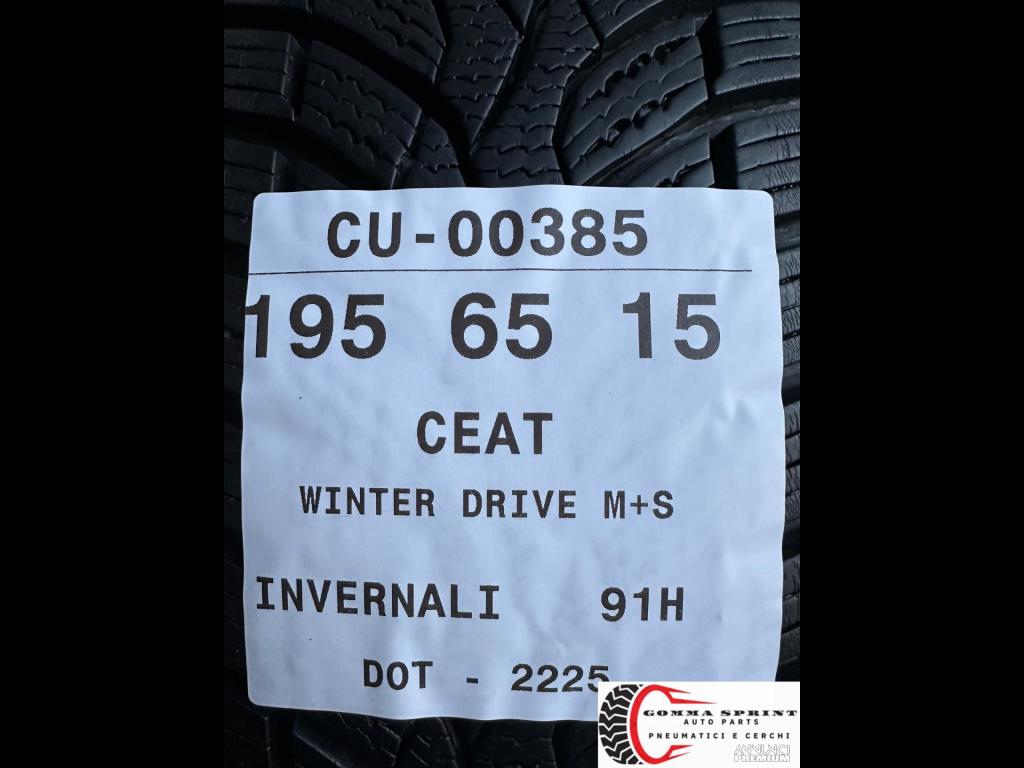 CU-00385
195 65 15
CEAT
WINTER DRIVE M+S
INVERNALI 91H
DOT - 2225
GOMMA SPRINT
AUTO PARTS
PNEUMATICI E CERCHI
ANNUNCI
PREMIUM